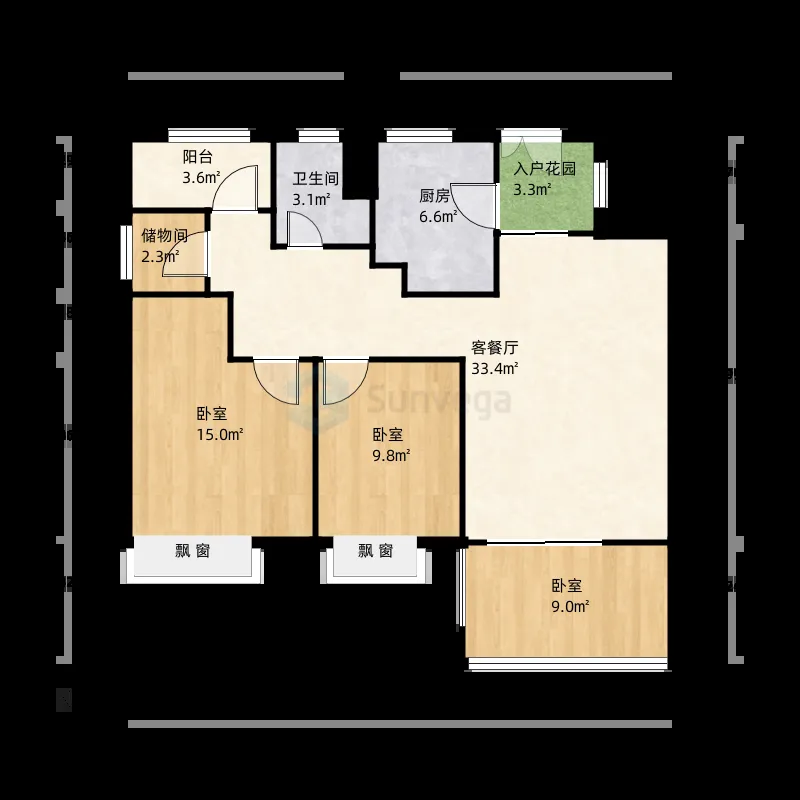 阳台
3.6㎡
卫生间
3.1㎡
厨房
6.6㎡
入户花园
3.3㎡
储物间
2.3㎡
客餐厅
33.4㎡
卧室
15.0㎡
卧室
9.8㎡
Sunvega
飘窗
飘窗
卧室
9.0㎡